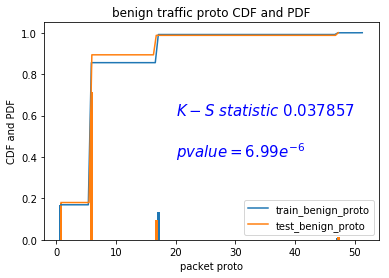 benign traffic proto CDF and PDF
1.0
0.8
0.6
0.4
0.2
0.0
CDF and PDF
K − S statistic 0.037857
pvalue = 6.99e⁻⁶
train_benign_proto
test_benign_proto
0 10 20 30 40 50
packet proto